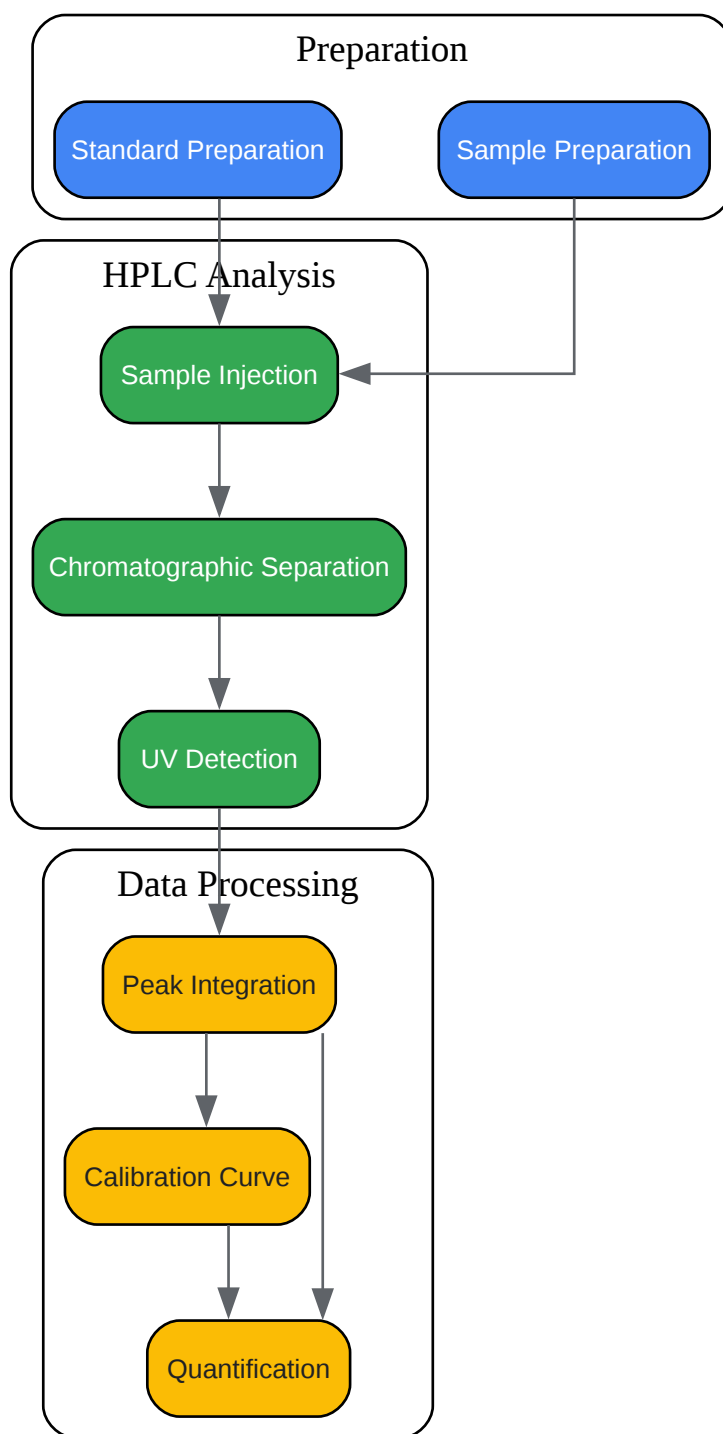 Preparation
Standard Preparation
Sample Preparation
HPLC Analysis
Sample Injection
Chromatographic Separation
UV Detection
Data Processing
Peak Integration
Calibration Curve
Quantification